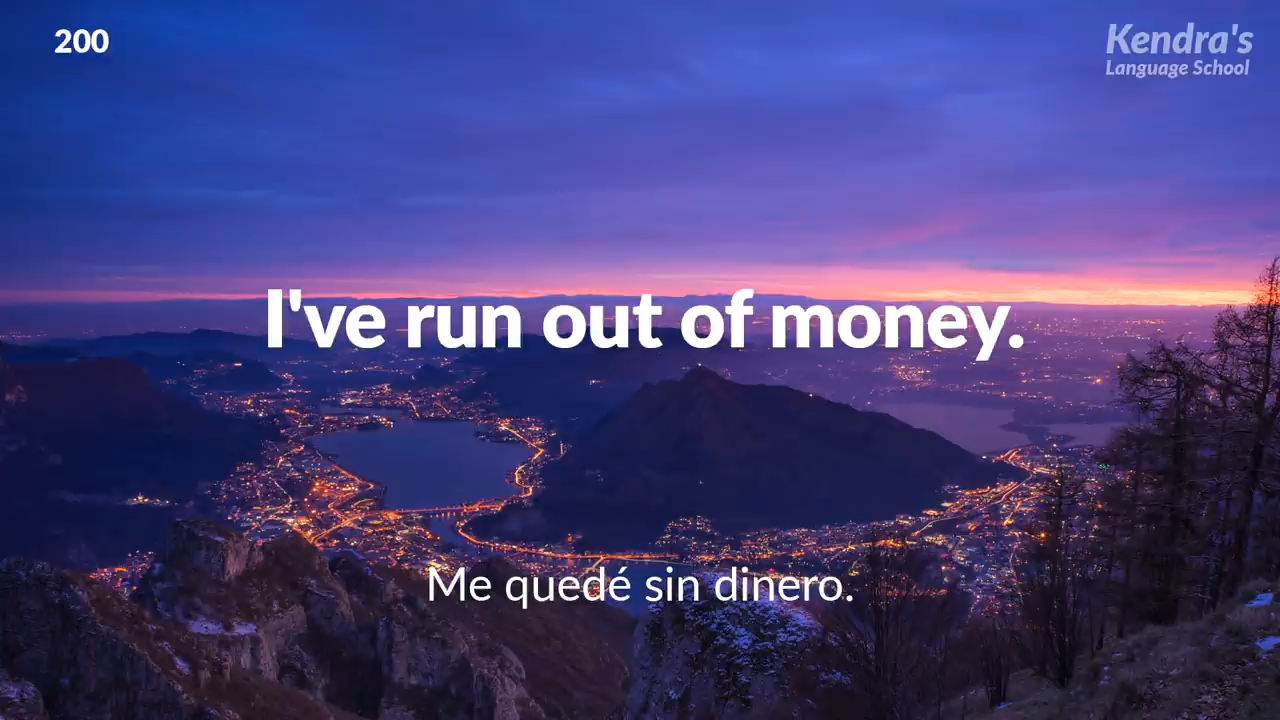 200
Kendra's
Language School
I've run out of money.
Me quedé sin dinero.